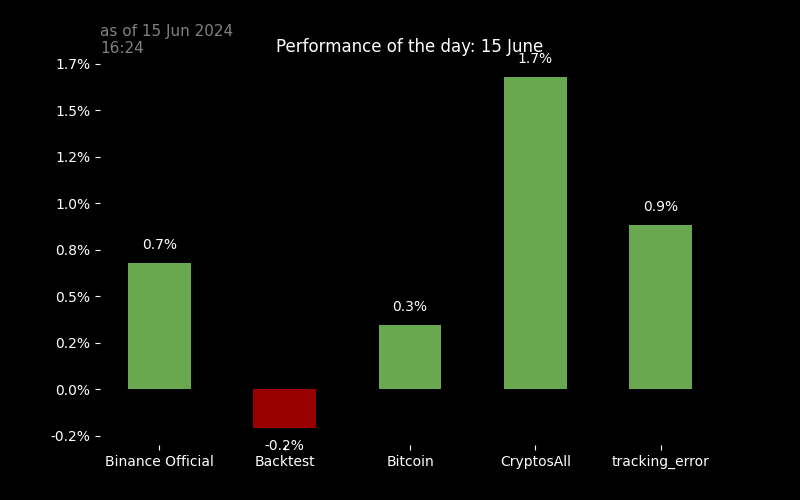 as of 15 Jun 2024
16:24
Performance of the day: 15 June
1.7%
1.5%
1.2%
1.0%
0.8%
0.5%
0.2%
0.0%
-0.2%
0.7%
-0.2%
0.3%
1.7%
0.9%
Binance Official
Backtest
Bitcoin
CryptosAll
tracking_error